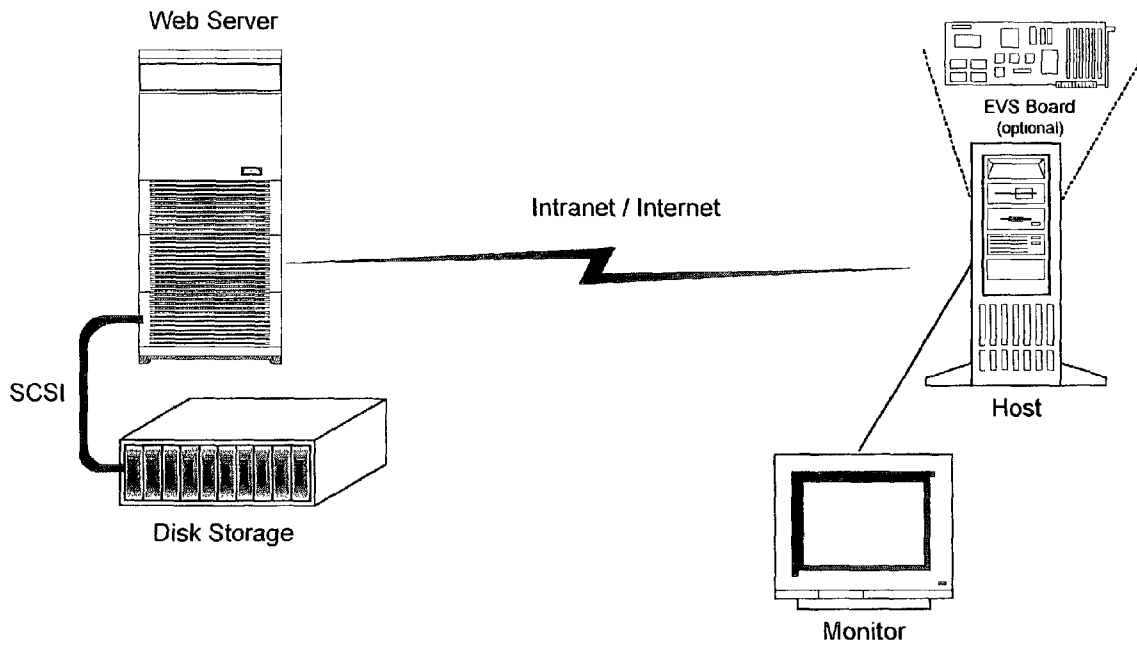 Web Server
EVS Board
(optional)
Intranet / Internet
SCSI
Host
Disk Storage
Monitor